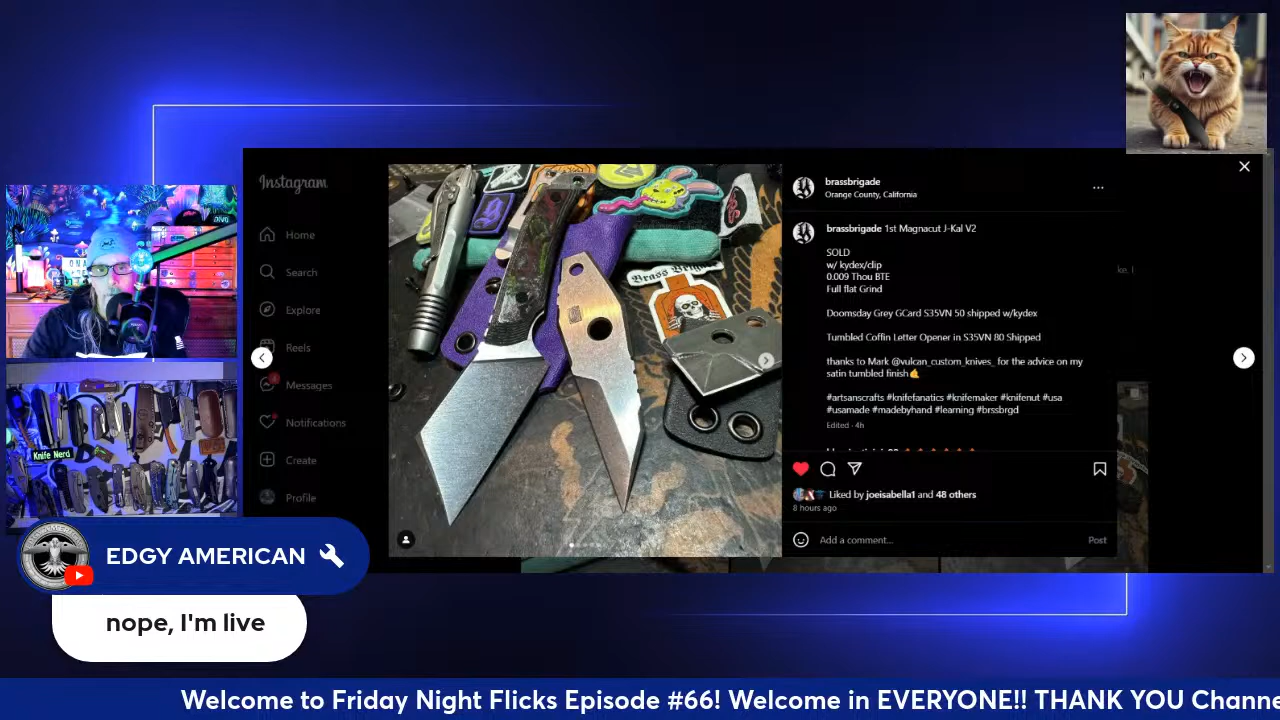 Instagram
Home
Search
Explore
Reels
Messages
Notifications
Create
Profile
Knife Nerd
Brass Brigade
brassbrigade
Orange County, California
brassbrigade 1st Magnacut J-Kal V2
SOLD
w/ kydex/clip
0.009 Thou BTE
Full flat Grind
Doomsday Grey GCard S35VN 50 shipped w/kydex
Tumbled Coffin Letter Opener in S35VN 80 Shipped
thanks to Mark @vulcan_custom_knives_ for the advice on my
satin tumbled finish🤙
#artsanscrafts #knifefanatics #knifemaker #knifenut #usa
#usamade #madebyhand #learning #brssbrgd
Edited · 4h
Liked by joeisabella1 and 48 others
8 hours ago
Add a comment...
Post
EDGY AMERICAN
nope, I'm live
Welcome to Friday Night Flicks Episode #66! Welcome in EVERYONE!! THANK YOU Channe